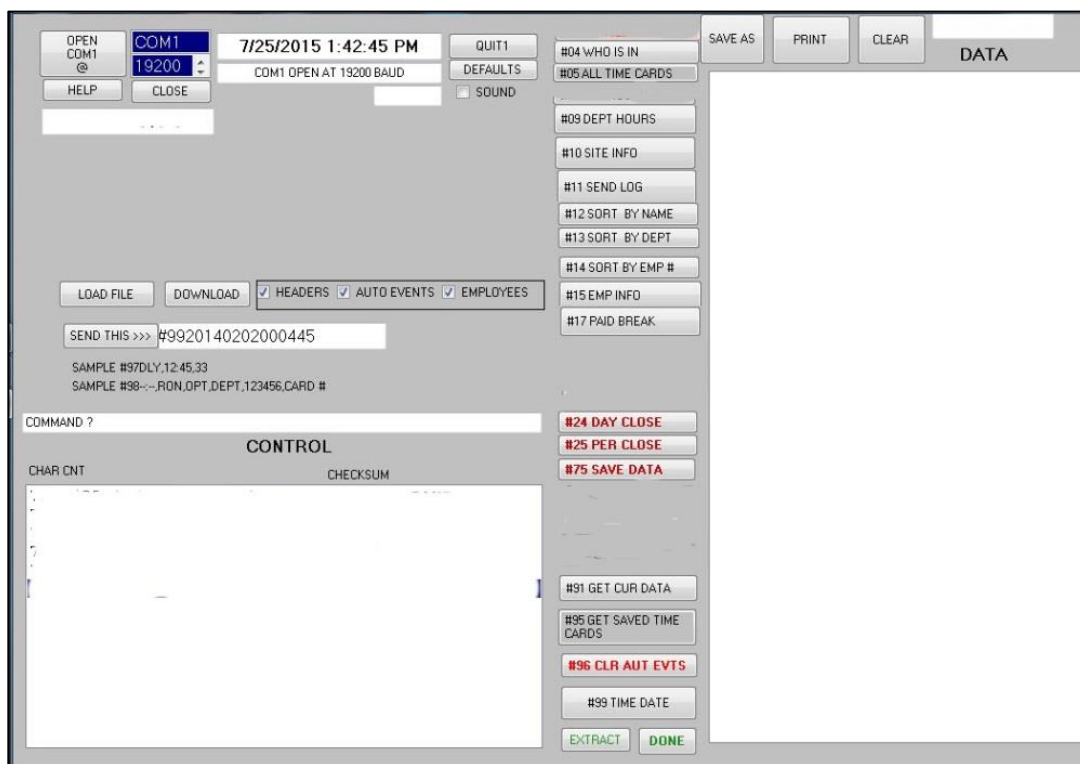 OPEN COM1 @
COM1
19200
7/25/2015 1:42:45 PM
QUIT1
COM1 OPEN AT 19200 BAUD
DEFAULTS
HELP
CLOSE
SOUND
LOAD FILE
DOWNLOAD
HEADERS
AUTO EVENTS
EMPLOYEES
SEND THIS >>>
#9920140202000445
SAMPLE #97DLY,12:45,33
SAMPLE #98--:--,RON,OPT,DEPT,123456,CARD #
COMMAND ?
CONTROL
CHAR CNT
CHECKSUM
#04 WHO IS IN
#05 ALL TIME CARDS
#09 DEPT HOURS
#10 SITE INFO
#11 SEND LOG
#12 SORT BY NAME
#13 SORT BY DEPT
#14 SORT BY EMP #
#15 EMP INFO
#17 PAID BREAK
#24 DAY CLOSE
#25 PER CLOSE
#75 SAVE DATA
#91 GET CUR DATA
#95 GET SAVED TIME
CARDS
#96 CLR AUT EVTS
#99 TIME DATE
EXTRACT
DONE
SAVE AS
PRINT
CLEAR
DATA